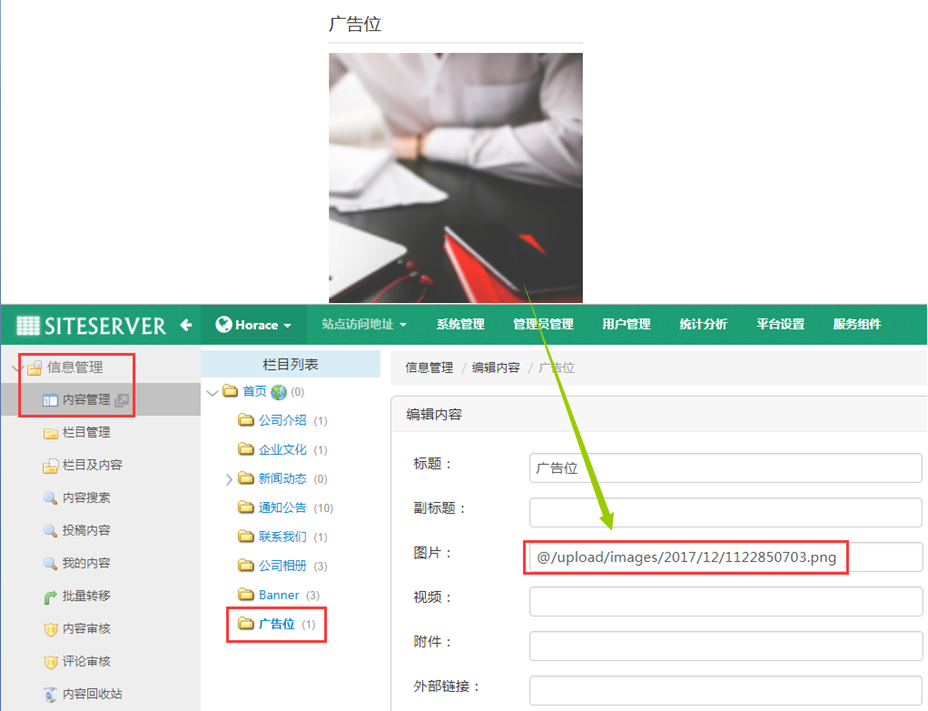 广告位
SITESERVER
Horace
站点访问地址
系统管理
管理员管理
用户管理
统计分析
平台设置
服务组件
信息管理
内容管理
栏目管理
栏目及内容
内容搜索
投稿内容
我的内容
批量转移
内容审核
评论审核
内容回收站
栏目列表
首页 (0)
公司介绍 (1)
企业文化 (1)
新闻动态 (0)
通知公告 (10)
联系我们 (1)
公司相册 (3)
Banner (3)
广告位 (1)
信息管理 / 编辑内容 / 广告位
编辑内容
标题： 广告位
副标题：
图片： @/upload/images/2017/12/1122850703.png
视频：
附件：
外部链接：